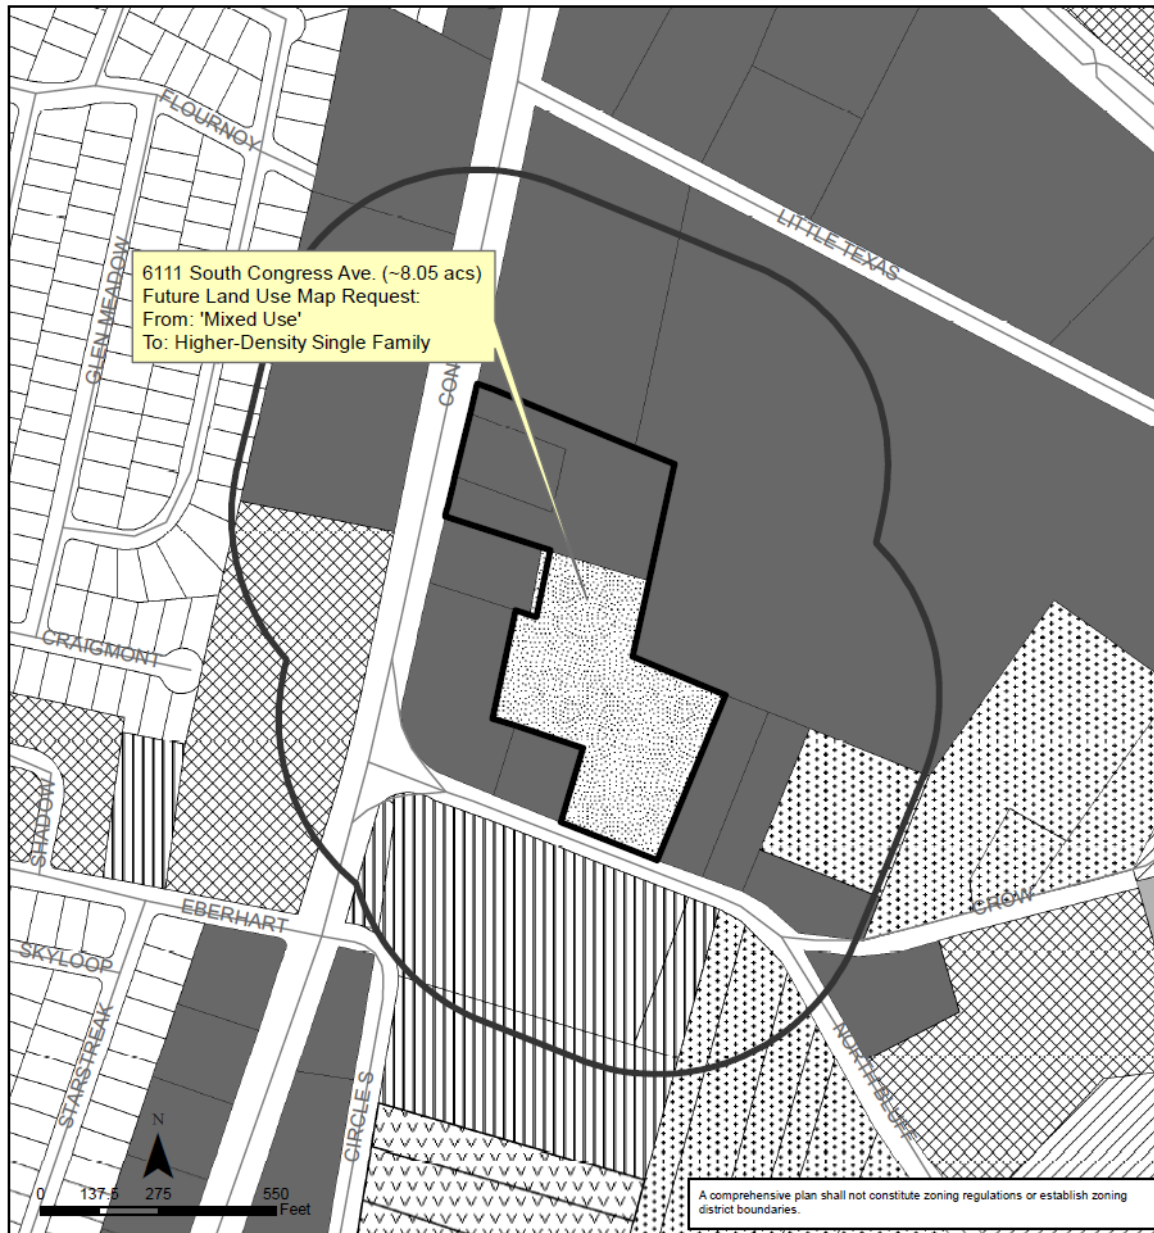 FLOURNOY
LITTLE TEXAS
GLEN MEADOW
6111 South Congress Ave. (~8.05 acs)
Future Land Use Map Request:
From: 'Mixed Use'
To: Higher-Density Single Family
CON
CRAIGMONT
SHADOW
EBERHART
CROW
SKYLOOP
STARSTREAK
NORTH BLUFF
CIRCLE S
N
0 137.5 275 550
Feet
A comprehensive plan shall not constitute zoning regulations or establish zoning
district boundaries.